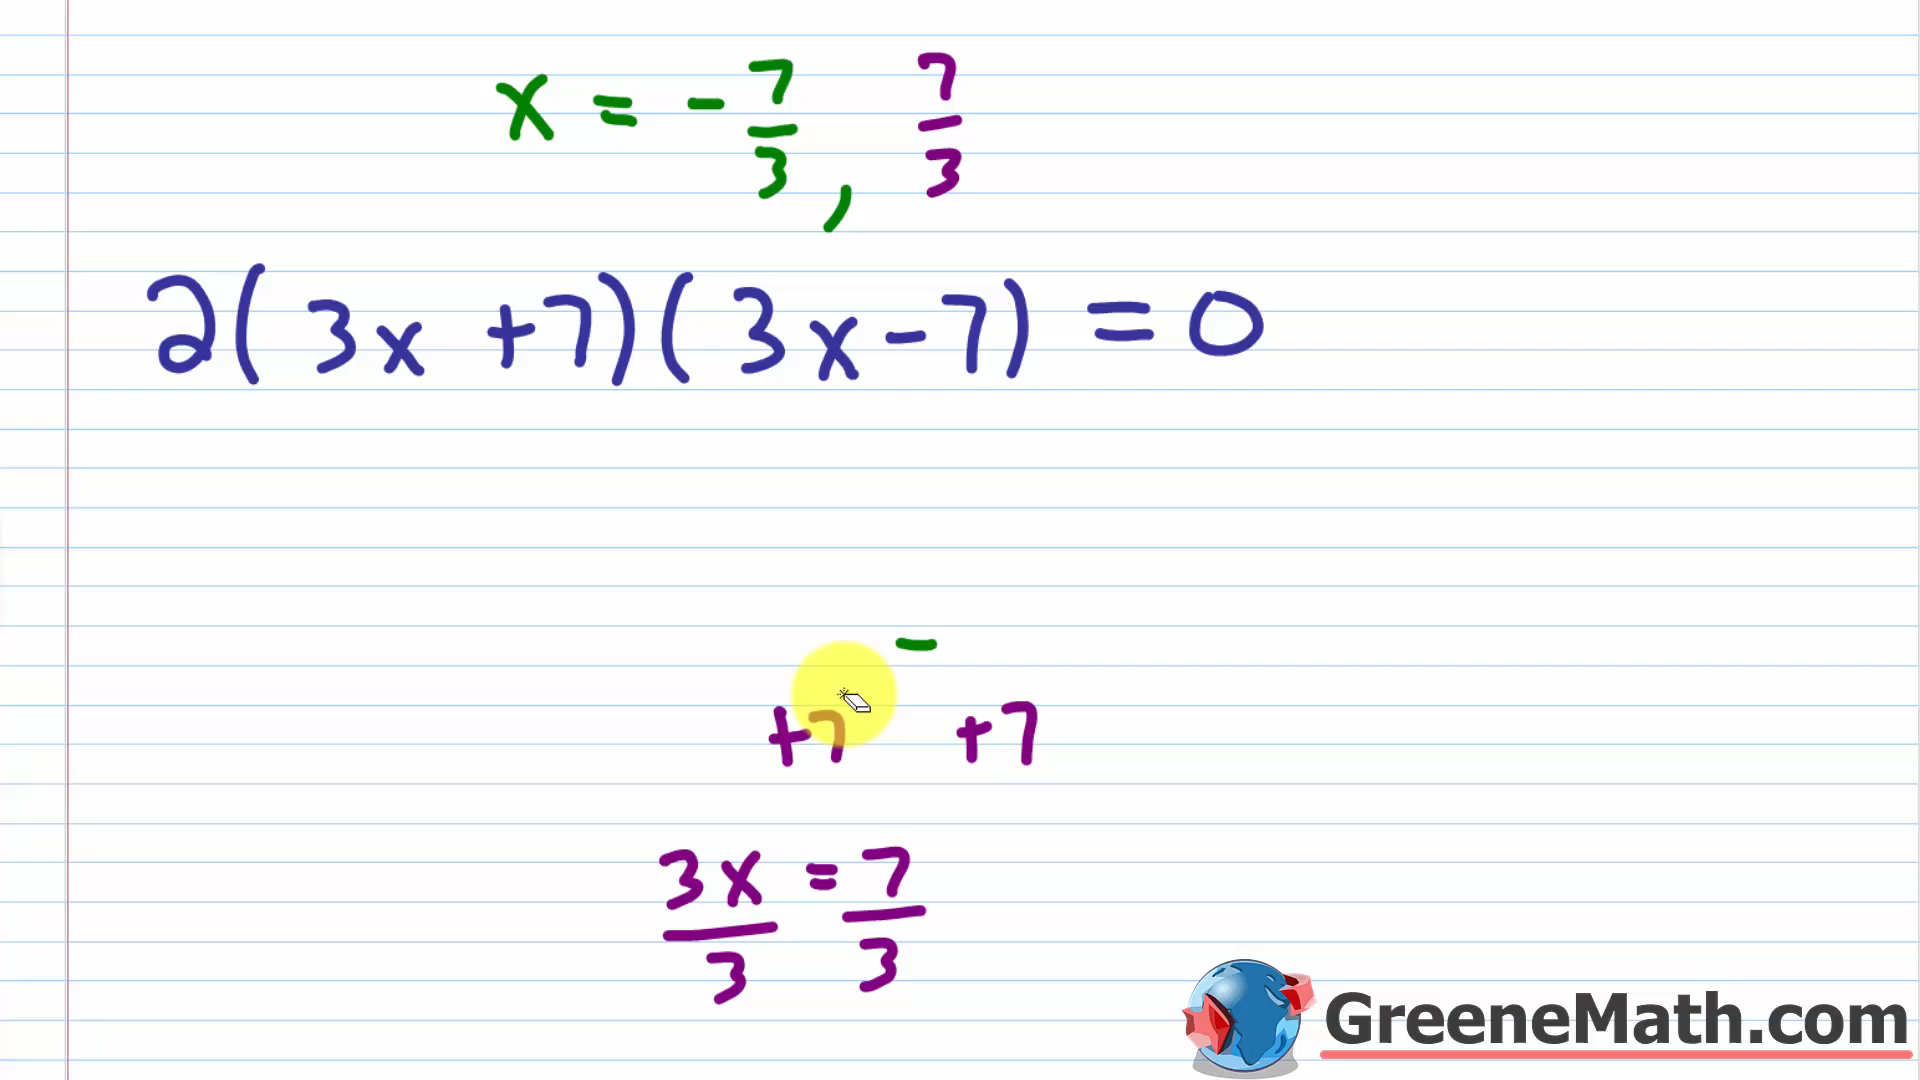 x = - 7/3 , 7/3
2(3x + 7)(3x - 7) = 0
-
+7 +7
3x/3 = 7/3
GreeneMath.com